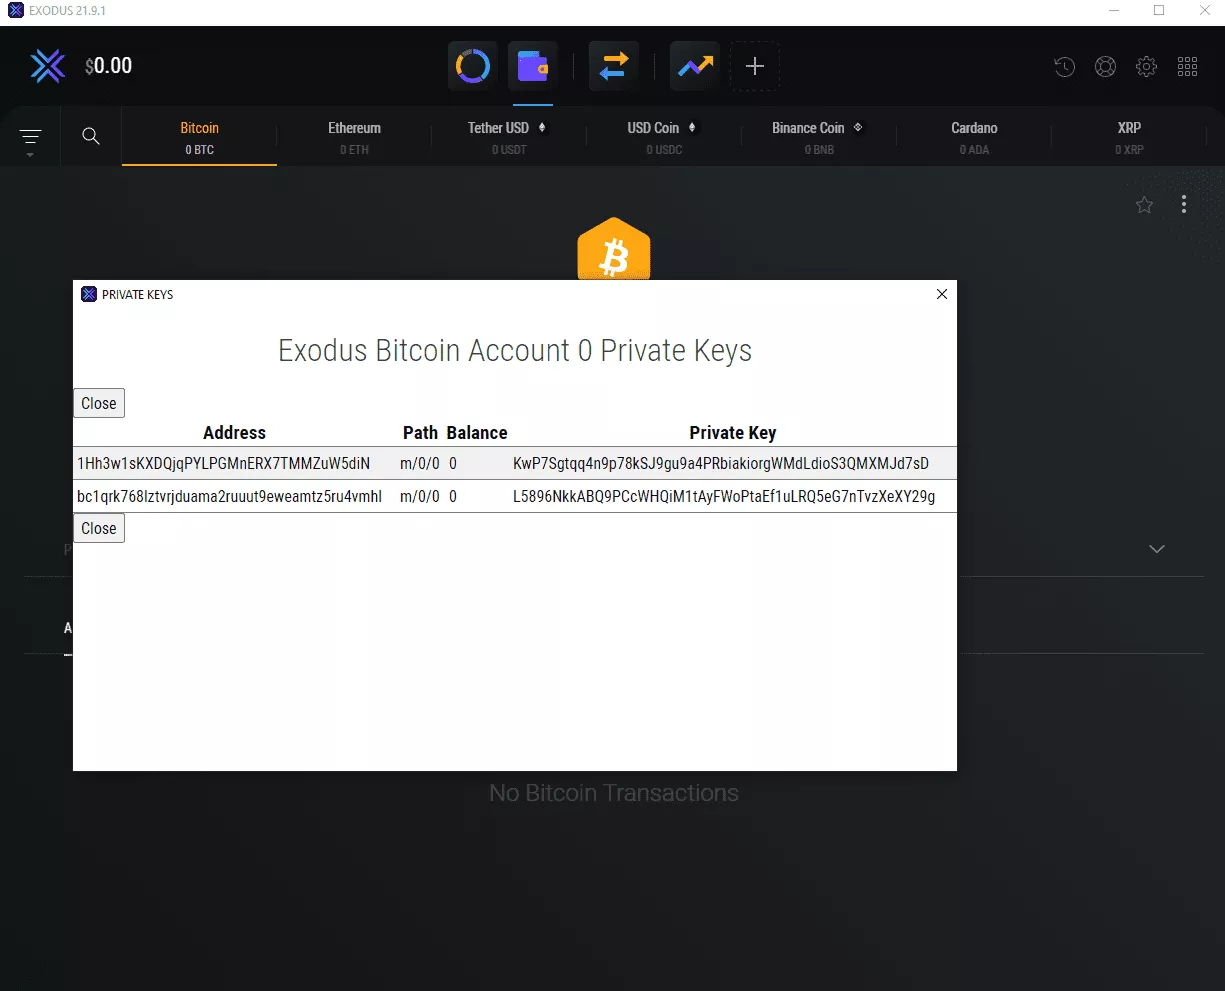 EXODUS 21.9.1
$0.00
Bitcoin
0 BTC
Ethereum
0 ETH
Tether USD
0 USDT
USD Coin
0 USDC
Binance Coin
0 BNB
Cardano
0 ADA
XRP
0 XRP
PRIVATE KEYS
Exodus Bitcoin Account 0 Private Keys
Close
Address Path Balance Private Key
1Hh3w1sKXDQjqPYLPGMnERX7TMMZuW5diN m/0/0 0 KwP7Sgtqq4n9p78kSJ9gu9a4PRbiakiorgWMdLdioS3QMXMJd7sD
bc1qrk768lztvrjduama2ruuut9eweamtz5ru4vmhl m/0/0 0 L5896NkkABQ9PCcWHQiM1tAyFWoPtaEf1uLRQ5eG7nTvzXeXY29g
Close
No Bitcoin Transactions